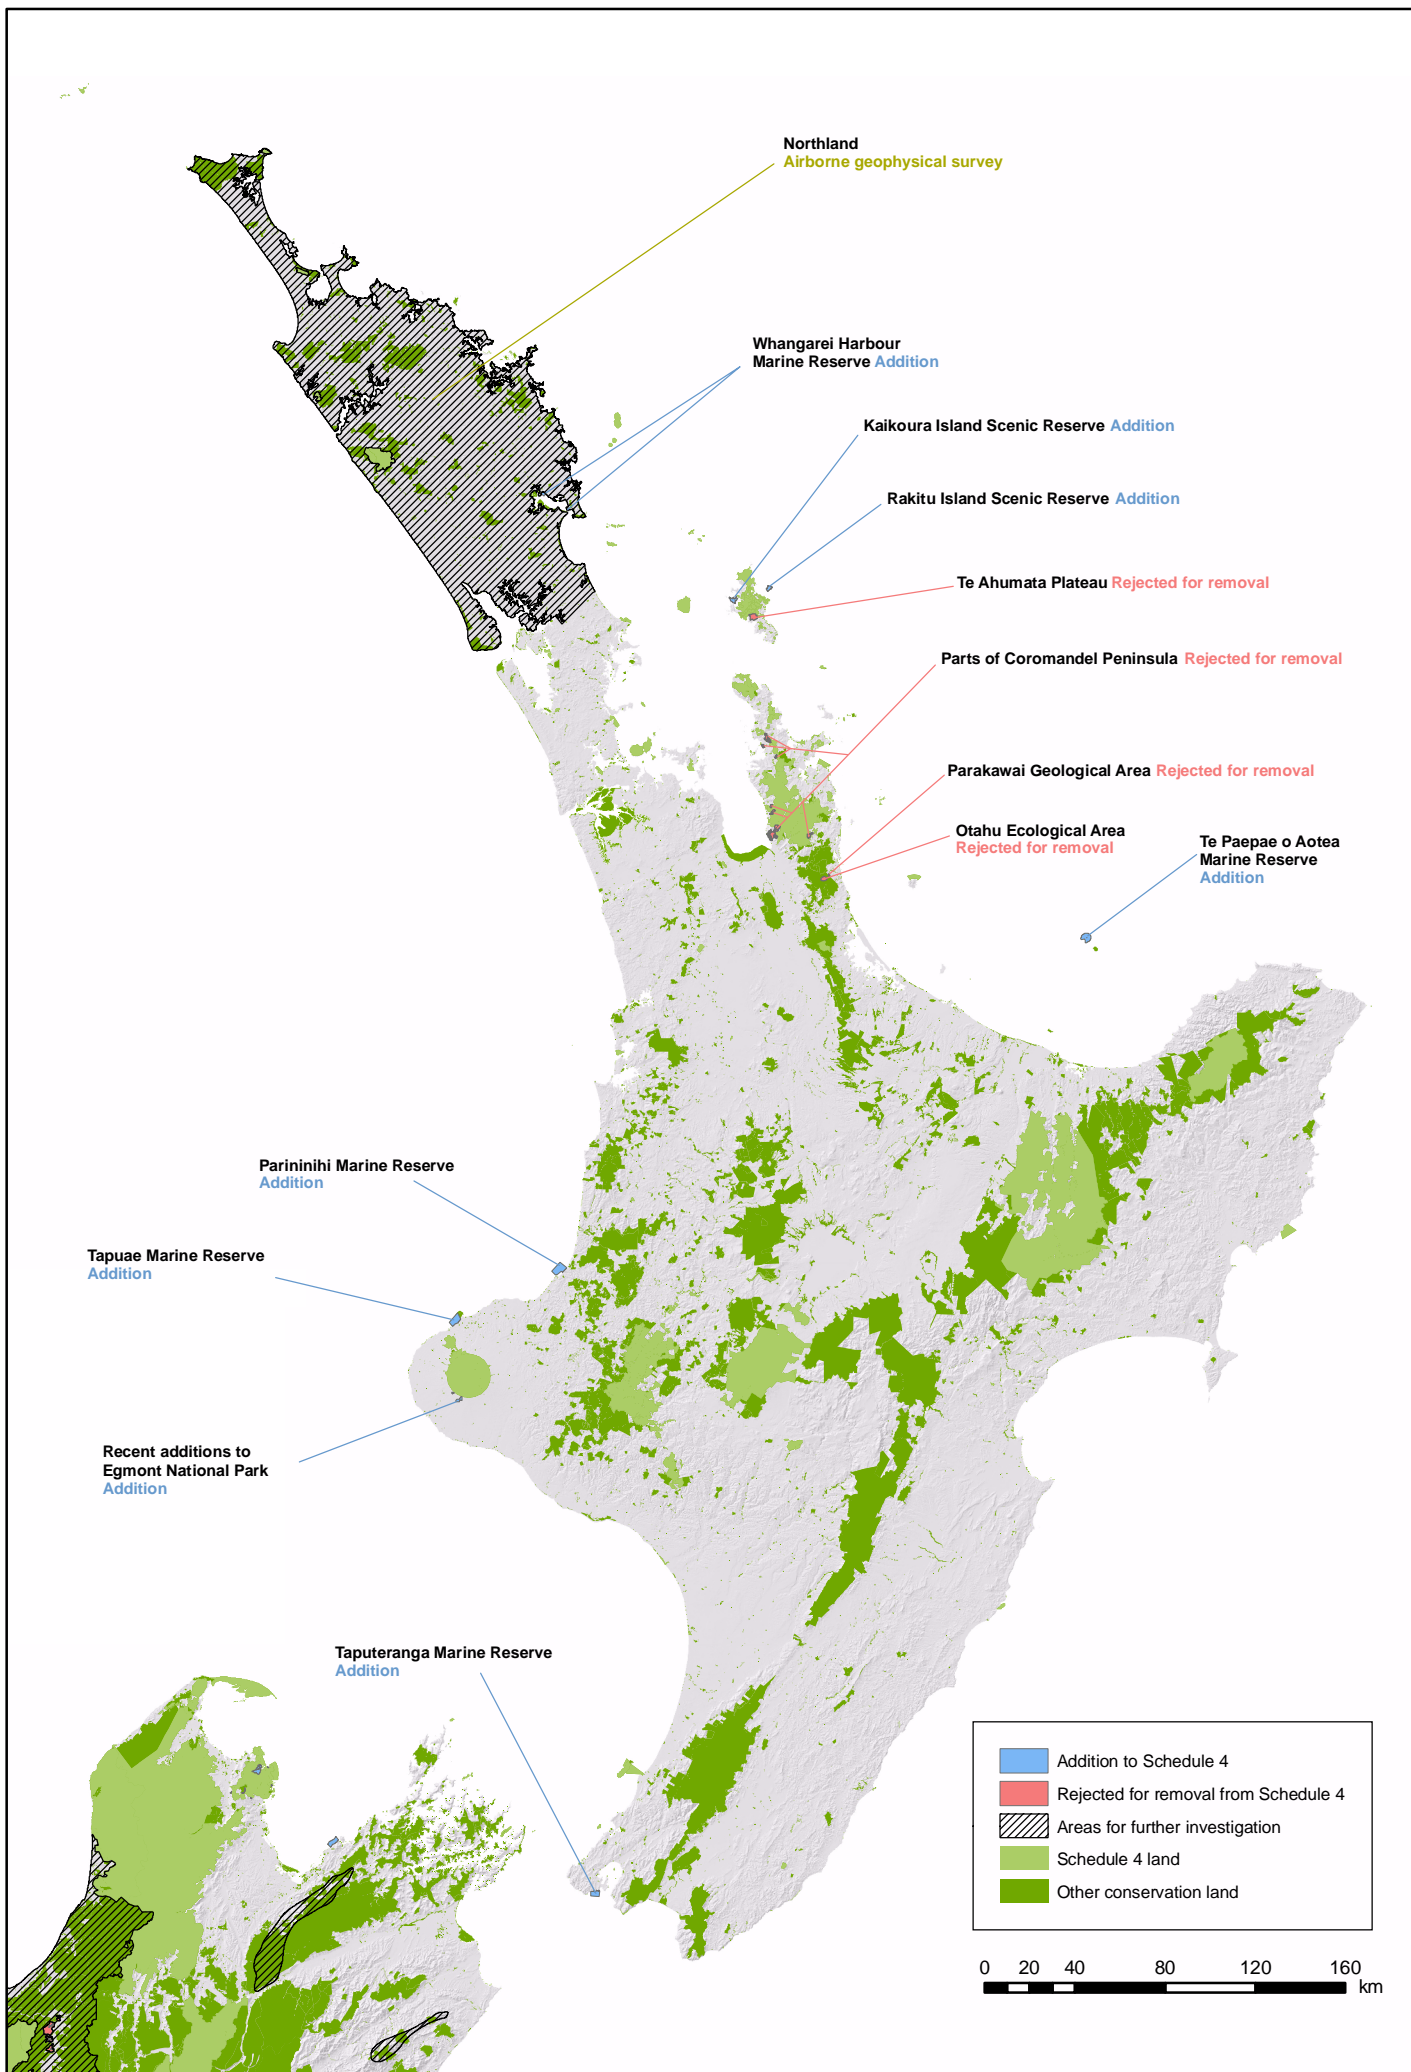 Northland
Airborne geophysical survey
Whangarei Harbour
Marine Reserve Addition
Kaikoura Island Scenic Reserve Addition
Rakitu Island Scenic Reserve Addition
Te Ahumata Plateau Rejected for removal
Parts of Coromandel Peninsula Rejected for removal
Parakawai Geological Area Rejected for removal
Otahu Ecological Area
Rejected for removal
Te Paepae o Aotea
Marine Reserve
Addition
Parininihi Marine Reserve
Addition
Tapuae Marine Reserve
Addition
Recent additions to
Egmont National Park
Addition
Taputeranga Marine Reserve
Addition
Addition to Schedule 4
Rejected for removal from Schedule 4
Areas for further investigation
Schedule 4 land
Other conservation land
0 20 40 80 120 160
km